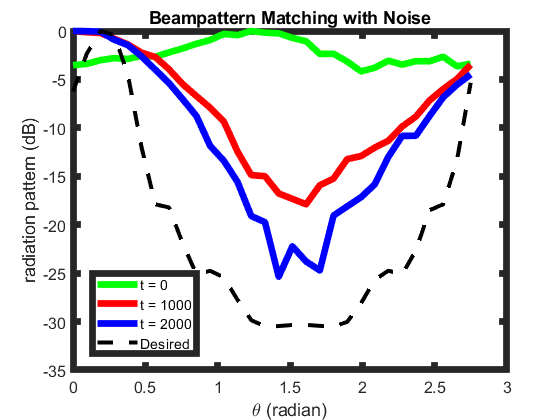 Beampattern Matching with Noise
radiation pattern (dB)
0
-5
-10
-15
-20
-25
-30
-35
t = 0
t = 1000
t = 2000
Desired
0
0.5
1
1.5
2
2.5
3
θ (radian)